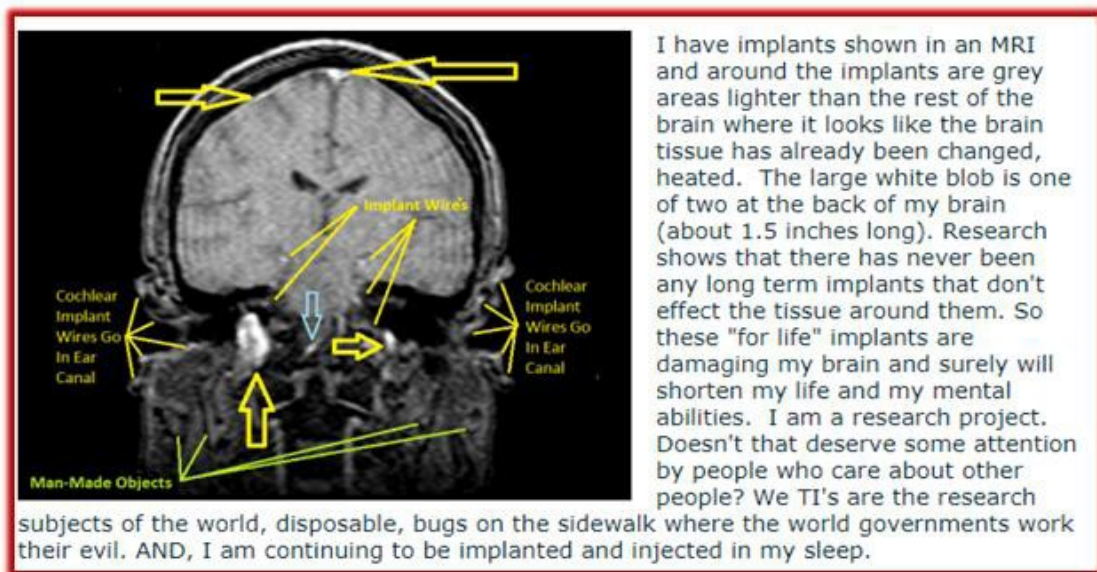 I have implants shown in an MRI
and around the implants are grey
areas lighter than the rest of the
brain where it looks like the brain
tissue has already been changed,
heated.  The large white blob is one
of two at the back of my brain
(about 1.5 inches long). Research
shows that there has never been
any long term implants that don't
effect the tissue around them. So
these "for life" implants are
damaging my brain and surely will
shorten my life and my mental
abilities.  I am a research project.
Doesn't that deserve some attention
by people who care about other
people? We TI's are the research
subjects of the world, disposable, bugs on the sidewalk where the world governments work
their evil. AND, I am continuing to be implanted and injected in my sleep.
Implant Wires
Cochlear
Implant
Wires Go
In Ear
Canal
Cochlear
Implant
Wires Go
In Ear
Canal
Man-Made Objects